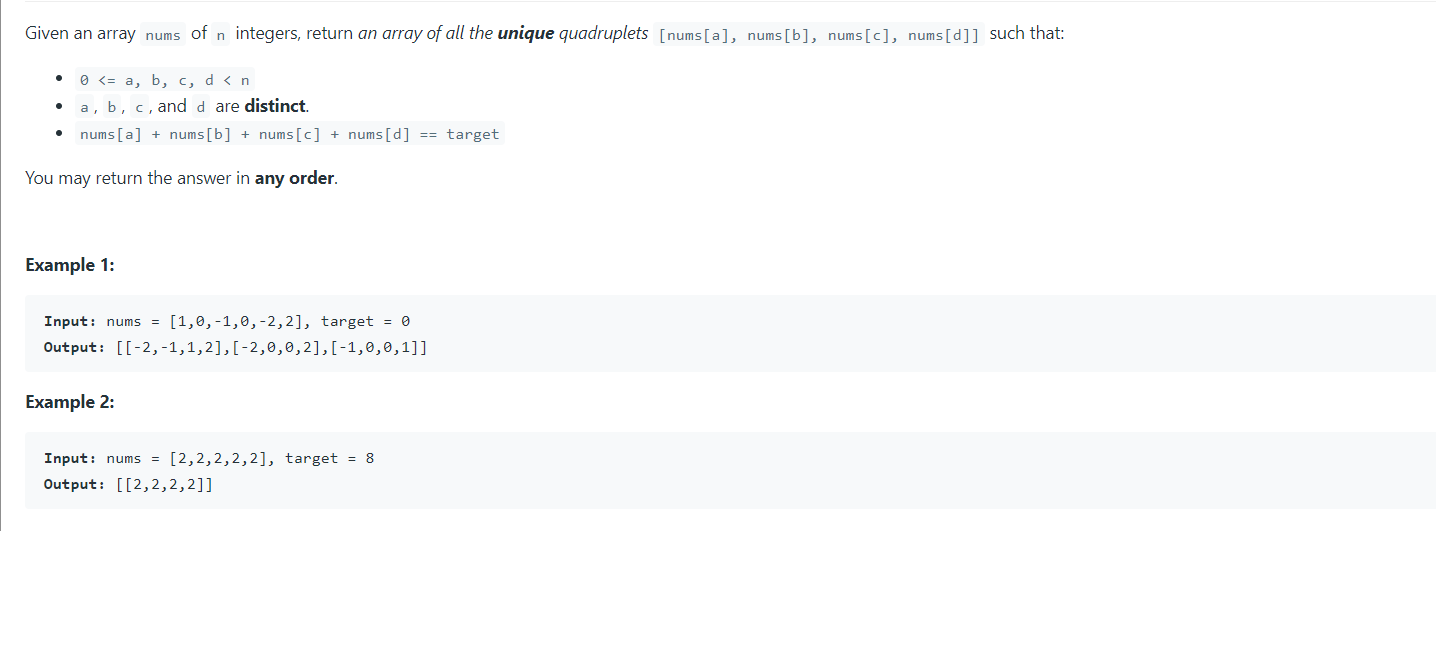 Given an array nums of n integers, return an array of all the unique quadruplets [nums[a], nums[b], nums[c], nums[d]] such that:
• 0 <= a, b, c, d < n
• a, b, c, and d are distinct.
• nums[a] + nums[b] + nums[c] + nums[d] == target
You may return the answer in any order.
Example 1:
Input: nums = [1,0,-1,0,-2,2], target = 0
Output: [[-2,-1,1,2],[-2,0,0,2],[-1,0,0,1]]
Example 2:
Input: nums = [2,2,2,2,2], target = 8
Output: [[2,2,2,2]]